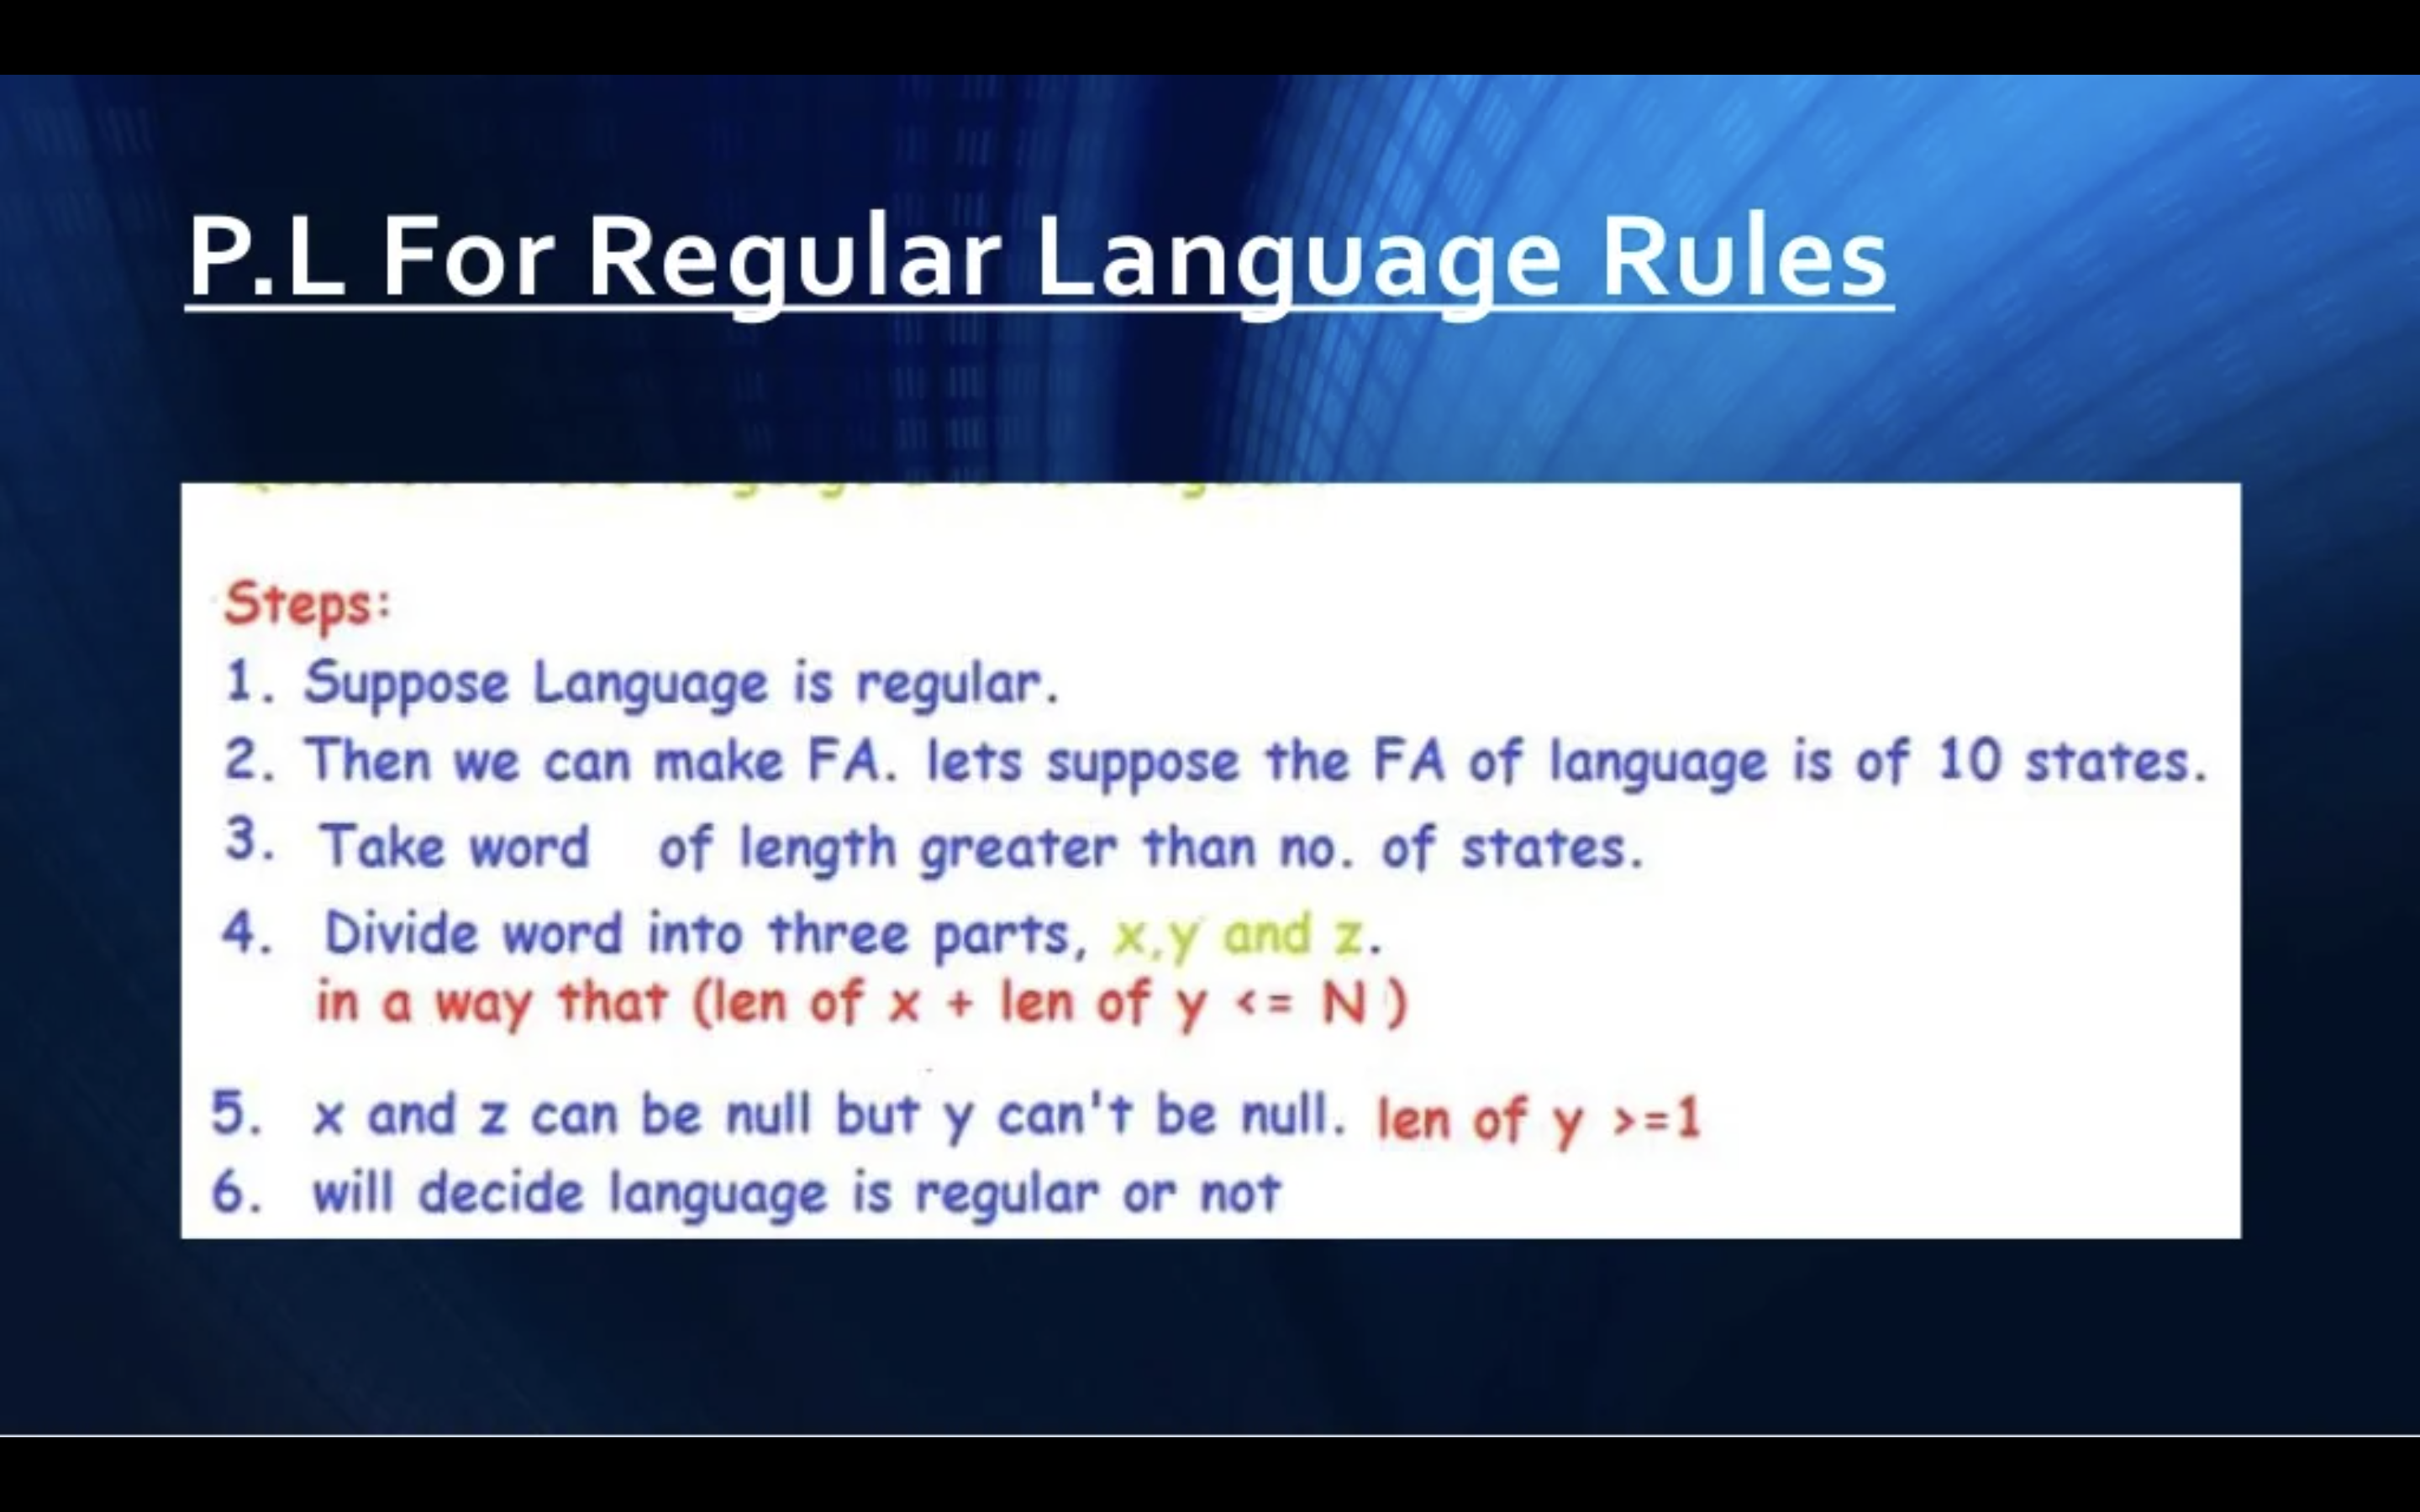 P.L For Regular Language Rules
Steps:
1. Suppose Language is regular.
2. Then we can make FA. lets suppose the FA of language is of 10 states.
3. Take word of length greater than no. of states.
4. Divide word into three parts, x,y and z.
in a way that (len of x + len of y <= N )
5. x and z can be null but y can't be null. len of y >=1
6. will decide language is regular or not